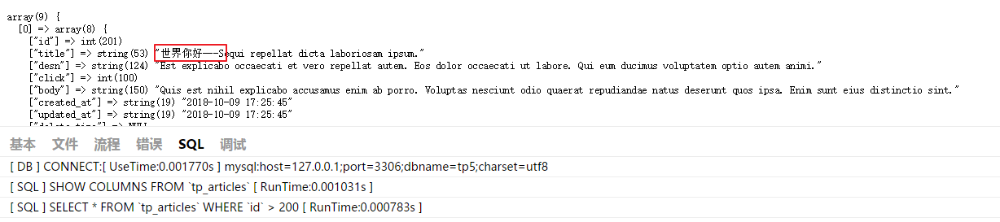 array(9) {
[0] => array(8) {
["id"] => int(201)
["title"] => string(53) "世界你好---Sequi repellat dicta laboriosam ipsum."
["desn"] => string(124) "Est explicabo occaecati et vero repellat autem. Eos dolor occaecati ut labore. Qui eum ducimus voluptatem optio autem animi."
["click"] => int(100)
["body"] => string(150) "Quis est nihil explicabo accusamus enim ab porro. Voluptas nesciunt odio quaerat repudiandae natus deserunt quos ipsa. Enim sunt eius distinctio sint."
["created_at"] => string(19) "2018-10-09 17:25:45"
["updated_at"] => string(19) "2018-10-09 17:25:45"
["delete_time"] => NULL
基本 文件 流程 错误 SQL 调试
[ DB ] CONNECT:[ UseTime:0.001770s ] mysql:host=127.0.0.1;port=3306;dbname=tp5;charset=utf8
[ SQL ] SHOW COLUMNS FROM `tp_articles` [ RunTime:0.001031s ]
[ SQL ] SELECT * FROM `tp_articles` WHERE `id` > 200 [ RunTime:0.000783s ]